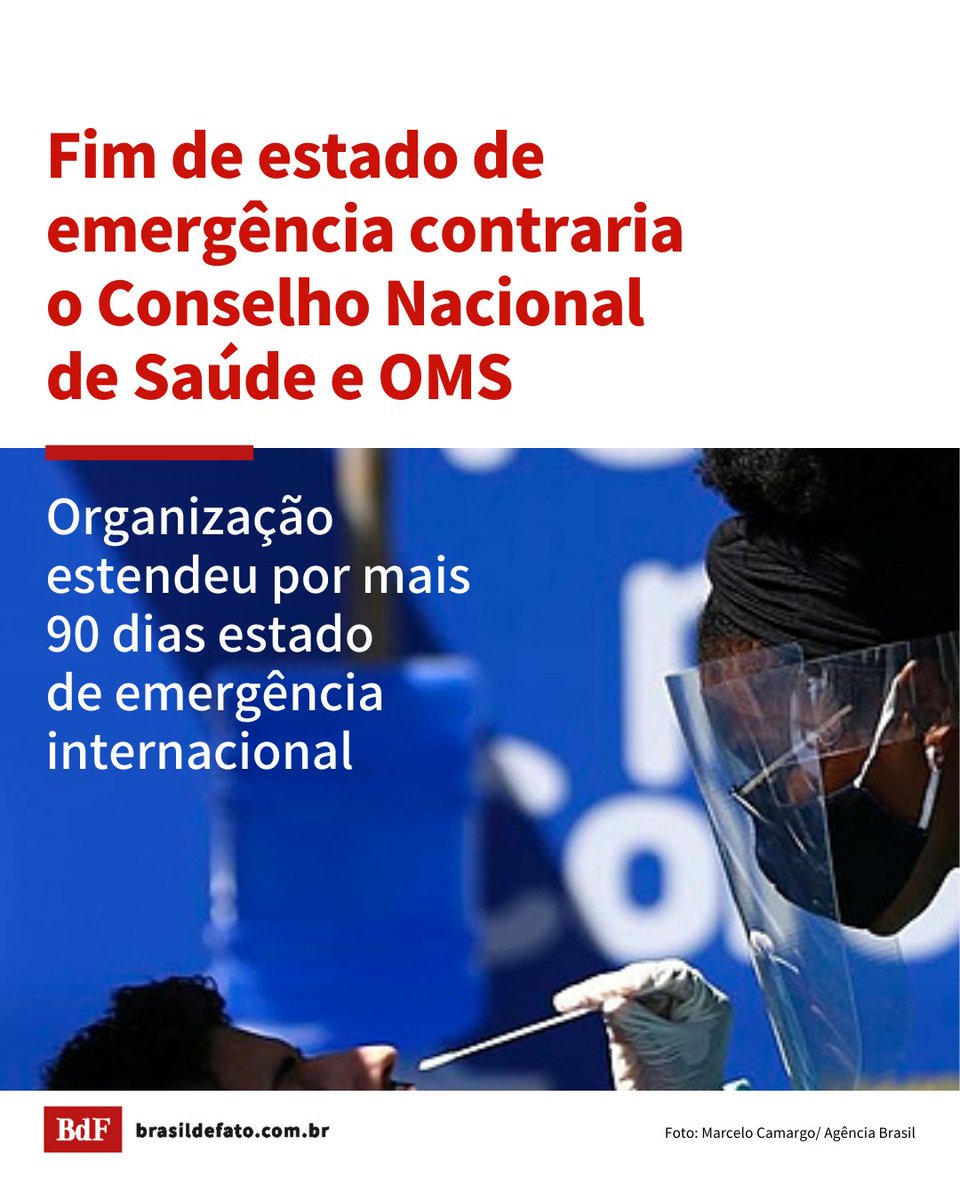 Fim de estado de
emergência contraria
o Conselho Nacional
de Saúde e OMS
Organização
estendeu por mais
90 dias estado
de emergência
internacional
BdF
brasildefato.com.br
Foto: Marcelo Camargo/ Agência Brasil